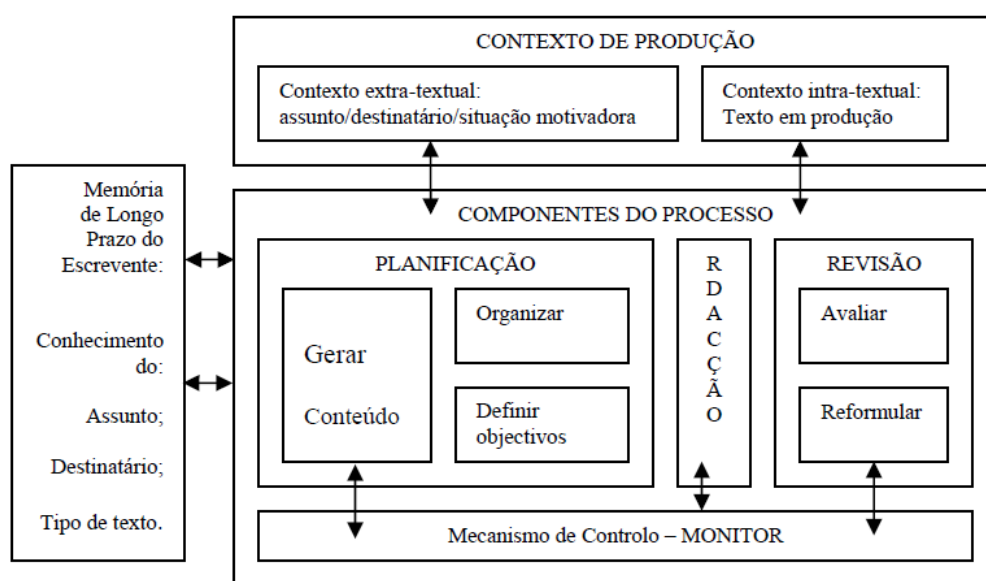 CONTEXTO DE PRODUÇÃO
Contexto extra-textual:
assunto/destinatário/situação motivadora
Contexto intra-textual:
Texto em produção
Memória
de Longo
Prazo do
Escrevente:
Conhecimento
do:
Assunto;
Destinatário;
Tipo de texto.
COMPONENTES DO PROCESSO
PLANIFICAÇÃO
Gerar
Conteúdo
Organizar
Definir
objectivos
R
D
A
C
Ç
Ã
O
REVISÃO
Avaliar
Reformular
Mecanismo de Controlo – MONITOR